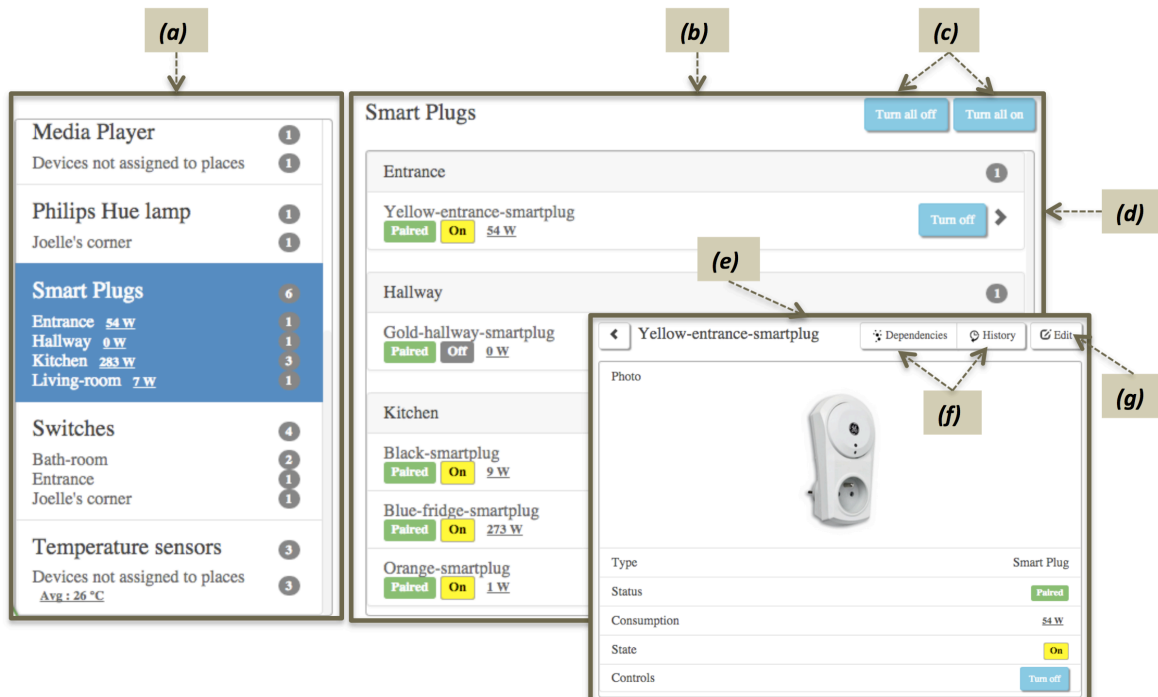 (a)
(b)
(c)
Media Player 1
Devices not assigned to places 1
Philips Hue lamp 1
Joelle's corner 1
Smart Plugs 6
Entrance 54 W 1
Hallway 0 W 1
Kitchen 283 W 3
Living-room 7 W 1
Switches 4
Bath-room 2
Entrance 1
Joelle's corner 1
Temperature sensors 3
Devices not assigned to places 3
Avg : 26 °C
Smart Plugs Turn all off Turn all on
Entrance 1
Yellow-entrance-smartplug
Paired On 54 W Turn off
(d)
Hallway 1
Gold-hallway-smartplug
Paired Off 0 W
Kitchen
Black-smartplug
Paired On 9 W
Blue-fridge-smartplug
Paired On 273 W
Orange-smartplug
Paired On 1 W
(e)
Yellow-entrance-smartplug Dependencies History Edit
(f)
(g)
Photo
Type Smart Plug
Status Paired
Consumption 54 W
State On
Controls Turn off